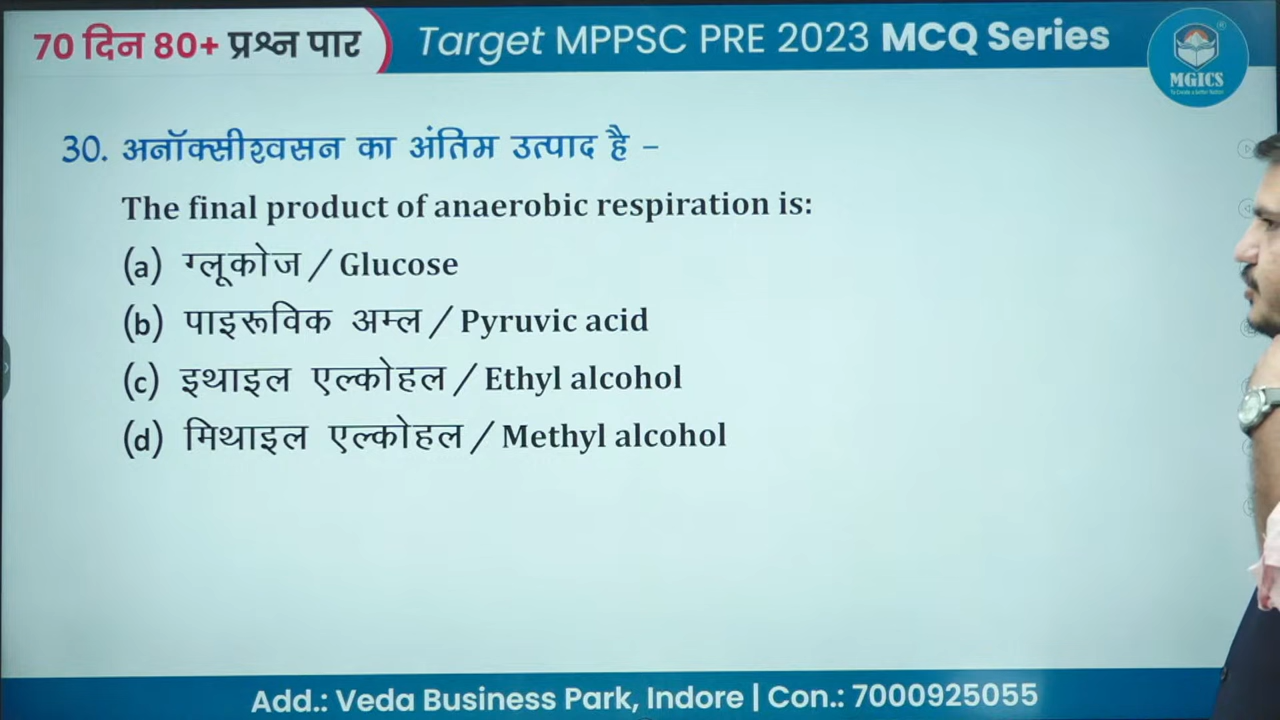 70 दिन 80+ प्रश्न पार
Target MPPSC PRE 2023 MCQ Series
MGICS
30. अनॉक्सीश्वसन का अंतिम उत्पाद है –
The final product of anaerobic respiration is:
(a) ग्लूकोज / Glucose
(b) पाइरूविक अम्ल / Pyruvic acid
(c) इथाइल एल्कोहल / Ethyl alcohol
(d) मिथाइल एल्कोहल / Methyl alcohol
Add.: Veda Business Park, Indore | Con.: 7000925055